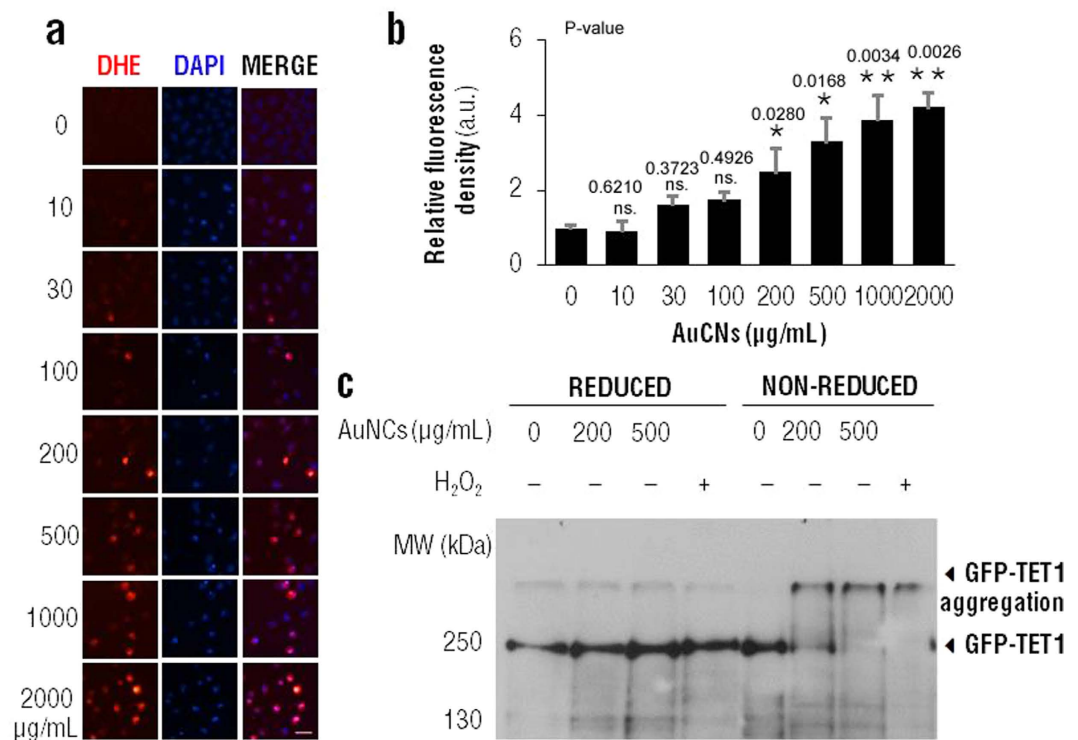 a
DHE DAPI MERGE
0
10
30
100
200
500
1000
2000
µg/mL
b
P-value
Relative fluorescence
density (a.u.)
6
4
2
0
0.6210
ns.
0.3723
ns.
0.4926
ns.
0.0280
*
0.0168
*
0.0034
**
0.0026
**
0 10 30 100 200 500 1000 2000
AuCNs (µg/mL)
c
REDUCED NON-REDUCED
AuNCs (µg/mL) 0 200 500 0 200 500
H₂O₂ – – – + – – – +
MW (kDa)
250
130
◄ GFP-TET1
aggregation
◄ GFP-TET1